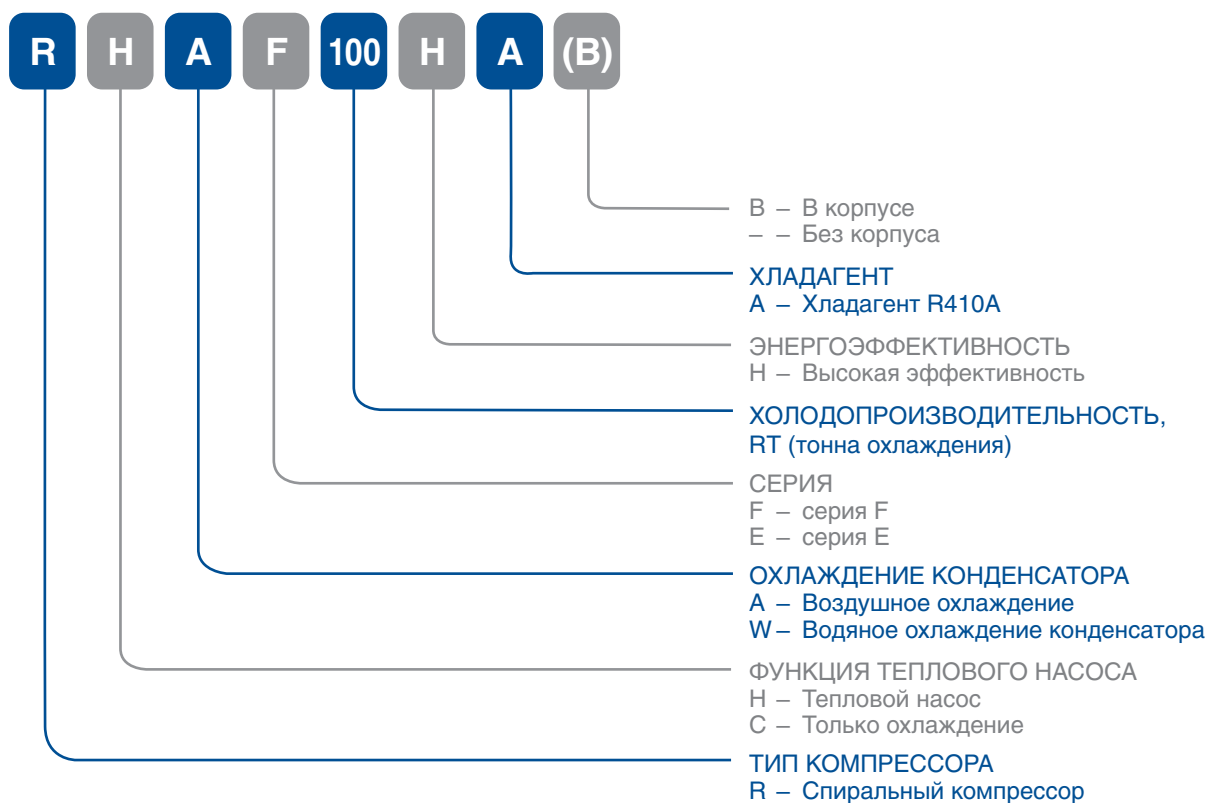 R H A F 100 H A (B)
B – В корпусе
– – Без корпуса
ХЛАДАГЕНТ
A – Хладагент R410A
ЭНЕРГОЭФФЕКТИВНОСТЬ
H – Высокая эффективность
ХОЛОДОПРОИЗВОДИТЕЛЬНОСТЬ,
RT (тонна охлаждения)
СЕРИЯ
F – серия F
E – серия E
ОХЛАЖДЕНИЕ КОНДЕНСАТОРА
A – Воздушное охлаждение
W – Водяное охлаждение конденсатора
ФУНКЦИЯ ТЕПЛОВОГО НАСОСА
H – Тепловой насос
C – Только охлаждение
ТИП КОМПРЕССОРА
R – Спиральный компрессор